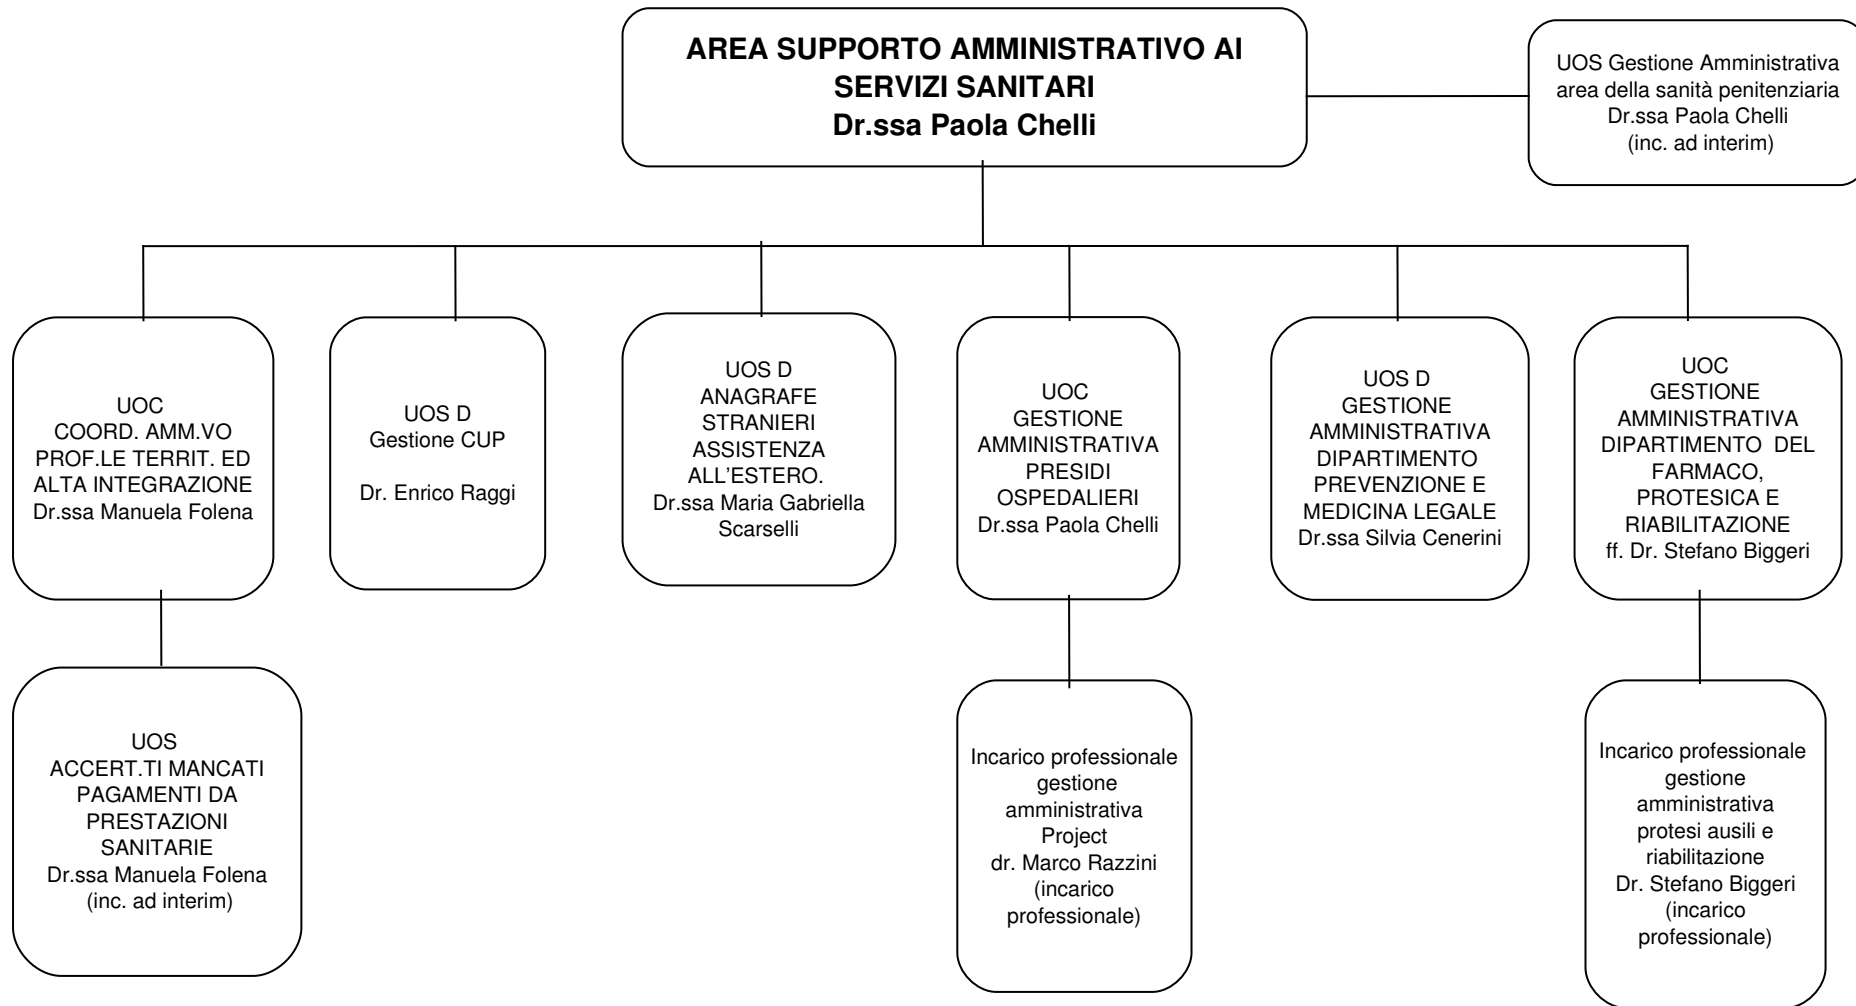 AREA SUPPORTO AMMINISTRATIVO AI
SERVIZI SANITARI
Dr.ssa Paola Chelli
UOS Gestione Amministrativa
area della sanità penitenziaria
Dr.ssa Paola Chelli
(inc. ad interim)
UOC
COORD. AMM.VO
PROF.LE TERRIT. ED
ALTA INTEGRAZIONE
Dr.ssa Manuela Folena
UOS D
Gestione CUP
Dr. Enrico Raggi
UOS D
ANAGRAFE
STRANIERI
ASSISTENZA
ALL'ESTERO.
Dr.ssa Maria Gabriella
Scarselli
UOC
GESTIONE
AMMINISTRATIVA
PRESIDI
OSPEDALIERI
Dr.ssa Paola Chelli
UOS D
GESTIONE
AMMINISTRATIVA
DIPARTIMENTO
PREVENZIONE E
MEDICINA LEGALE
Dr.ssa Silvia Cenerini
UOC
GESTIONE
AMMINISTRATIVA
DIPARTIMENTO DEL
FARMACO,
PROTESICA E
RIABILITAZIONE
ff. Dr. Stefano Biggeri
UOS
ACCERT.TI MANCATI
PAGAMENTI DA
PRESTAZIONI
SANITARIE
Dr.ssa Manuela Folena
(inc. ad interim)
Incarico professionale
gestione
amministrativa
Project
dr. Marco Razzini
(incarico
professionale)
Incarico professionale
gestione
amministrativa
protesi ausili e
riabilitazione
Dr. Stefano Biggeri
(incarico
professionale)